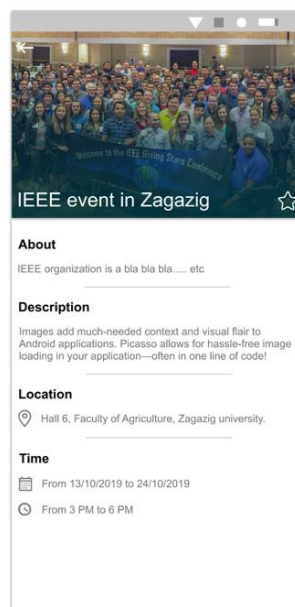 Welcome to the IEEE Rising Stars Conference
IEEE event in Zagazig
About
IEEE organization is a bla bla bla..... etc
Description
Images add much-needed context and visual flair to
Android applications. Picasso allows for hassle-free image
loading in your application—often in one line of code!
Location
Hall 6, Faculty of Agriculture, Zagazig university.
Time
From 13/10/2019 to 24/10/2019
From 3 PM to 6 PM